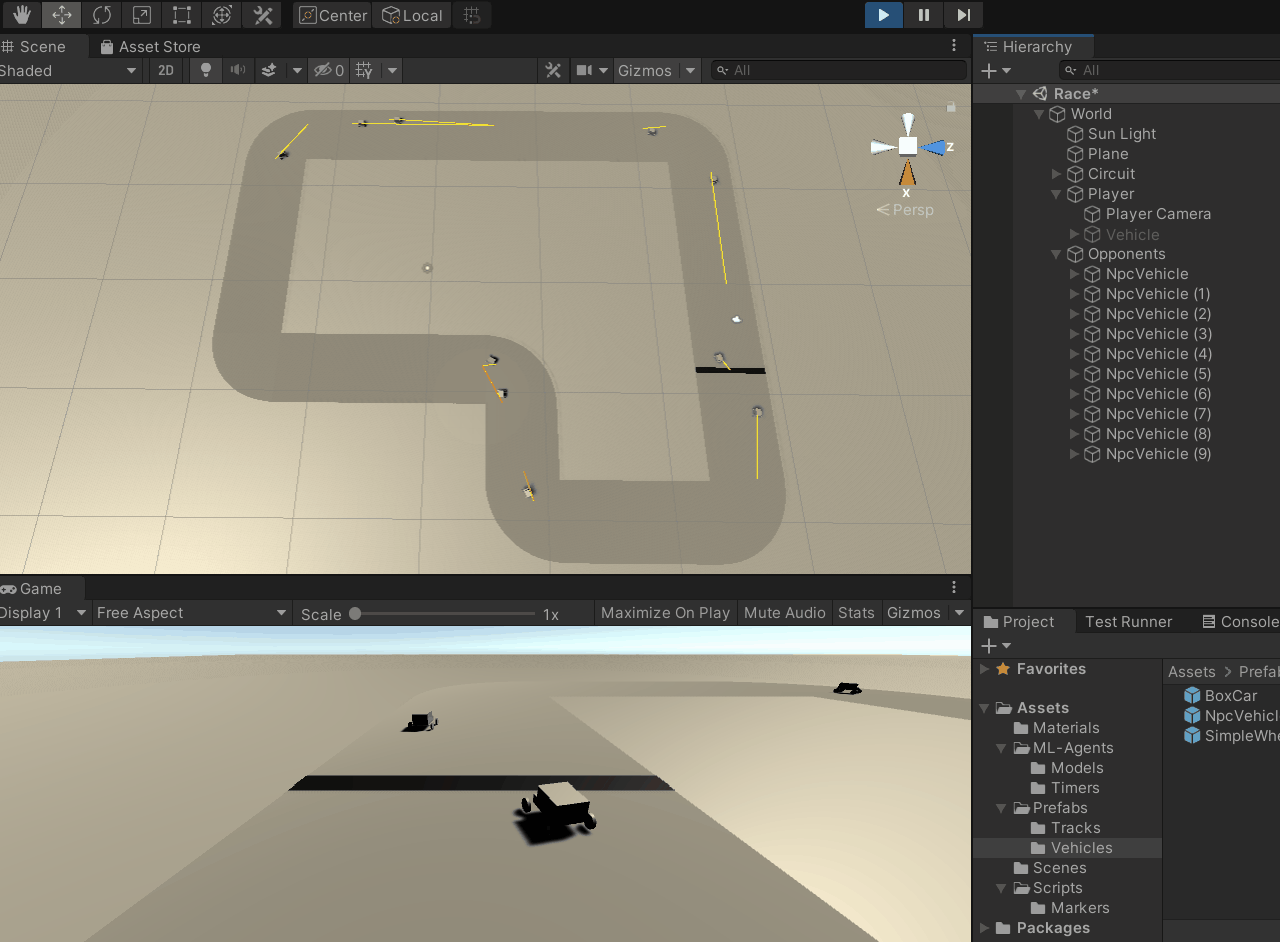 Center Local
Scene Asset Store
Shaded 2D 0 Gizmos All
z
x
Persp
Hierarchy
All
Race*
World
Sun Light
Plane
Circuit
Player
Player Camera
Vehicle
Opponents
NpcVehicle
NpcVehicle (1)
NpcVehicle (2)
NpcVehicle (3)
NpcVehicle (4)
NpcVehicle (5)
NpcVehicle (6)
NpcVehicle (7)
NpcVehicle (8)
NpcVehicle (9)
Game
Display 1 Free Aspect Scale 1x Maximize On Play Mute Audio Stats Gizmos
Project Test Runner Console
Favorites
Assets
Materials
ML-Agents
Models
Timers
Prefabs
Tracks
Vehicles
Scenes
Scripts
Markers
Packages
Assets > Prefab
BoxCar
NpcVehicl
SimpleWhe